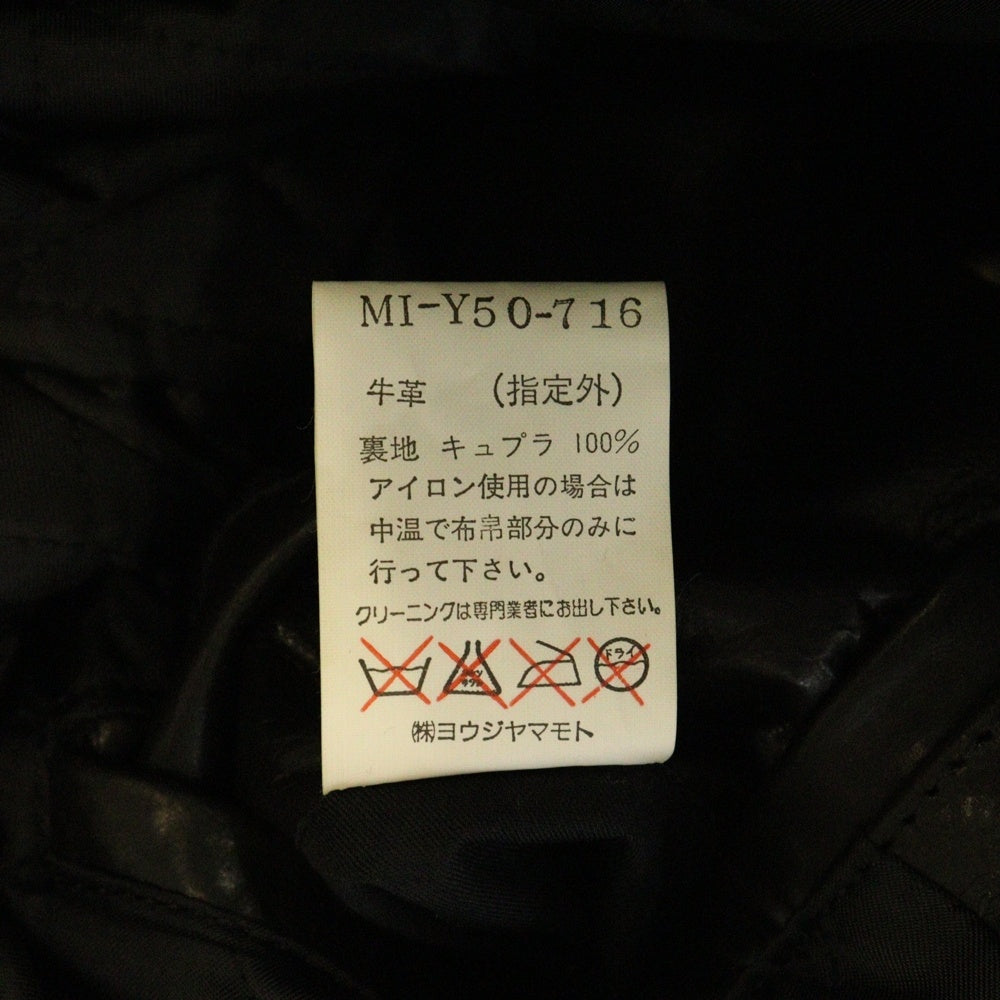 MI-Y50-716
牛革 (指定外)
裏地 キュプラ 100%
アイロン使用の場合は
中温で布帛部分のみに
行って下さい。
クリーニングは専門業者にお出し下さい。
ドライ
㈱ヨウジヤマモト